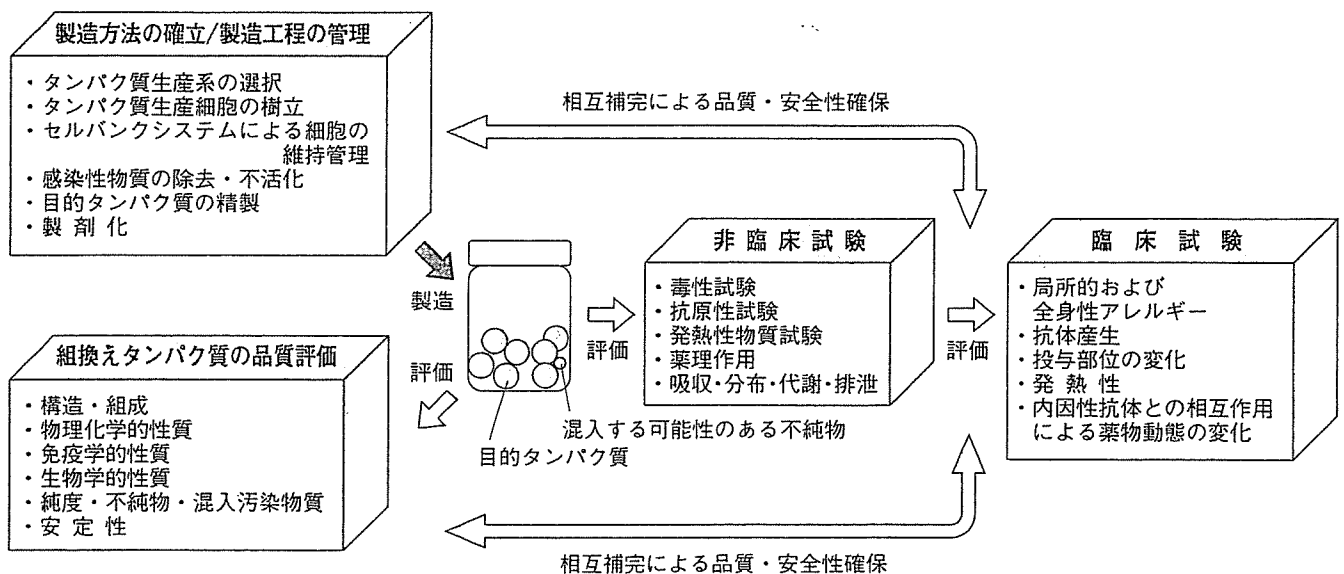 製造方法の確立/製造工程の管理
・タンパク質生産系の選択
・タンパク質生産細胞の樹立
・セルバンクシステムによる細胞の
維持管理
・感染性物質の除去・不活化
・目的タンパク質の精製
・製 剤 化
相互補完による品質・安全性確保
製造
組換えタンパク質の品質評価
・構造・組成
・物理化学的性質
・免疫学的性質
・生物学的性質
・純度・不純物・混入汚染物質
・安 定 性
評価
混入する可能性のある不純物
目的タンパク質
評価
非 臨 床 試 験
・毒性試験
・抗原性試験
・発熱性物質試験
・薬理作用
・吸収・分布・代謝・排泄
評価
臨 床 試 験
・局所的および
全身性アレルギー
・抗体産生
・投与部位の変化
・発 熱 性
・内因性抗体との相互作用
による薬物動態の変化
相互補完による品質・安全性確保